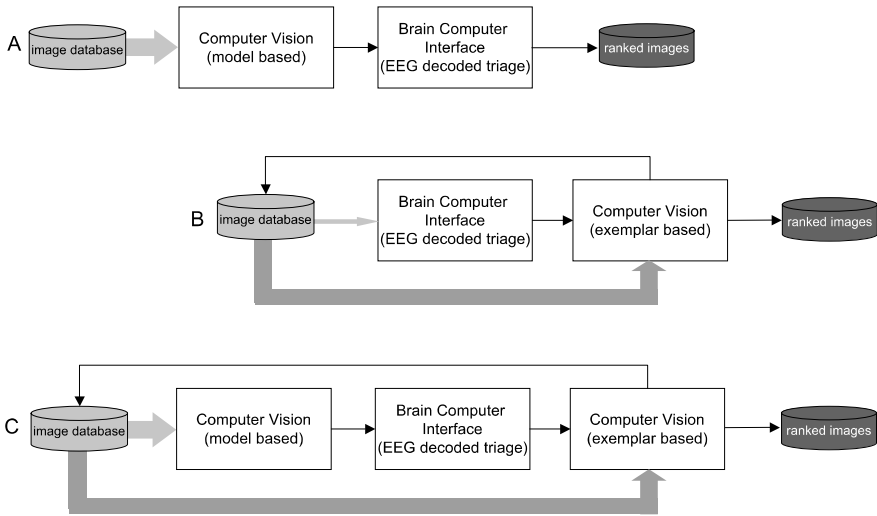 A
image database
Computer Vision
(model based)
Brain Computer
Interface
(EEG decoded triage)
ranked images
B
image database
Brain Computer
Interface
(EEG decoded triage)
Computer Vision
(exemplar based)
ranked images
C
image database
Computer Vision
(model based)
Brain Computer
Interface
(EEG decoded triage)
Computer Vision
(exemplar based)
ranked images